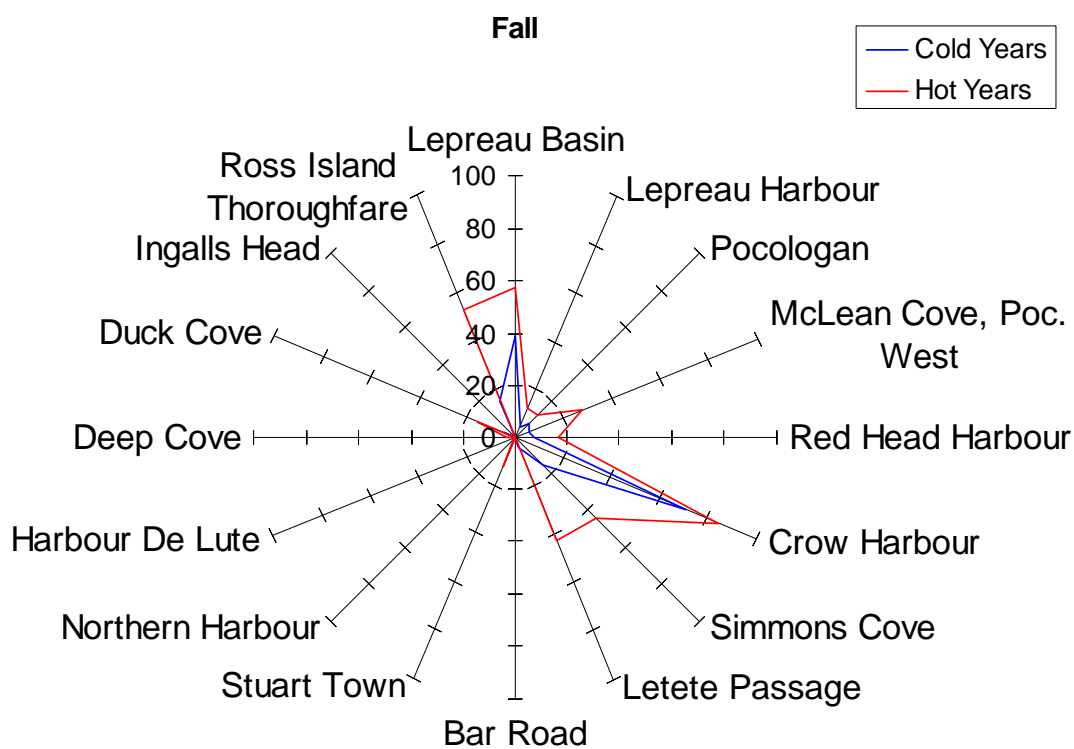 Fall
Cold Years
Hot Years
Lepreau Basin
Ross Island
Thoroughfare
Lepreau Harbour
Ingalls Head
Pocologan
Duck Cove
McLean Cove, Poc.
West
Deep Cove
Red Head Harbour
Harbour De Lute
Crow Harbour
Northern Harbour
Simmons Cove
Stuart Town
Letete Passage
Bar Road
100
80
60
40
20
0